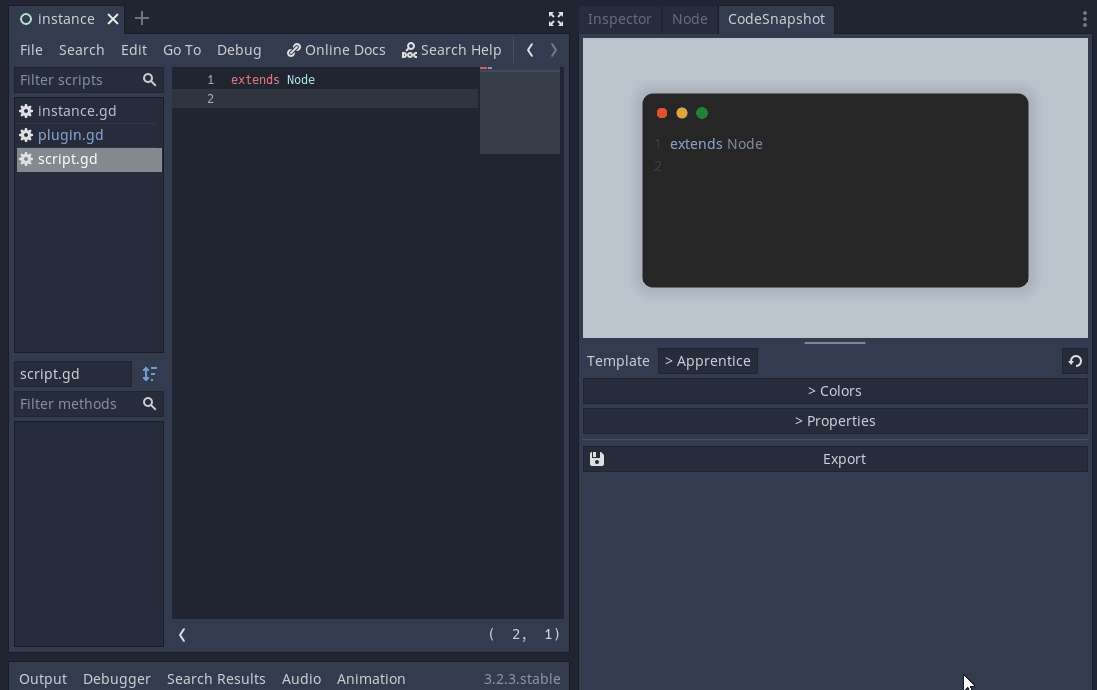 instance
File Search Edit Go To Debug Online Docs DOC Search Help
Filter scripts
instance.gd
plugin.gd
script.gd
script.gd
Filter methods
1 extends Node
2
( 2, 1)
Output Debugger Search Results Audio Animation 3.2.3.stable
Inspector Node CodeSnapshot
1 extends Node
2
Template > Apprentice
> Colors
> Properties
Export